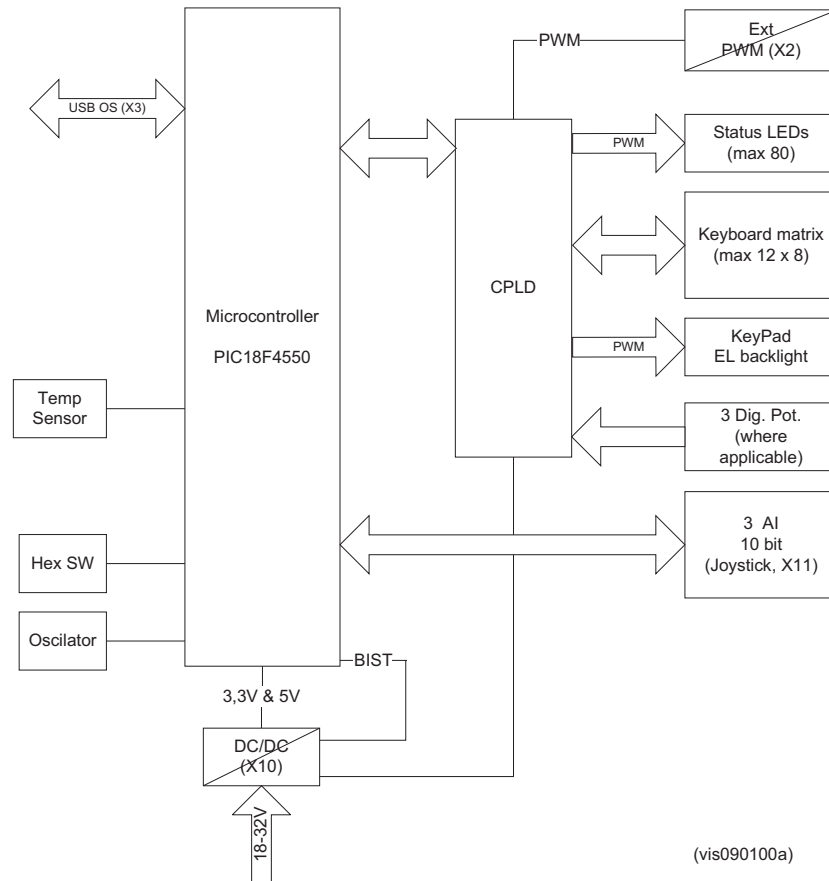 Ext
PWM (X2)
PWM
USB OS (X3)
Status LEDs
(max 80)
PWM
Keyboard matrix
(max 12 x 8)
CPLD
Microcontroller
PIC18F4550
KeyPad
EL backlight
PWM
Temp
Sensor
3 Dig. Pot.
(where
applicable)
3 AI
10 bit
(Joystick, X11)
Hex SW
Oscilator
BIST
3,3V & 5V
DC/DC
(X10)
18-32V
(vis090100a)